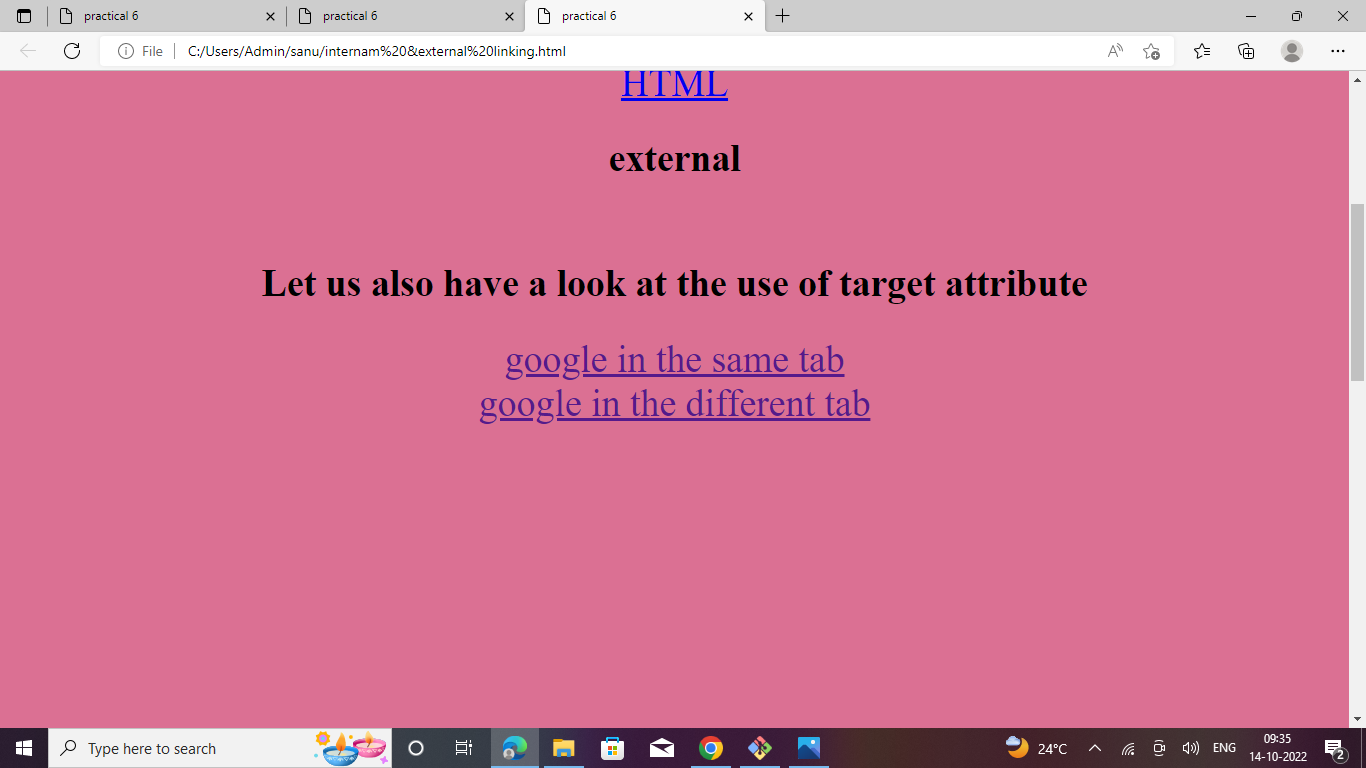 practical 6
practical 6
practical 6
File
C:/Users/Admin/sanu/internam%20&external%20linking.html
HTML
external
Let us also have a look at the use of target attribute
google in the same tab
google in the different tab
Type here to search
24°C
ENG
09:35
14-10-2022
2